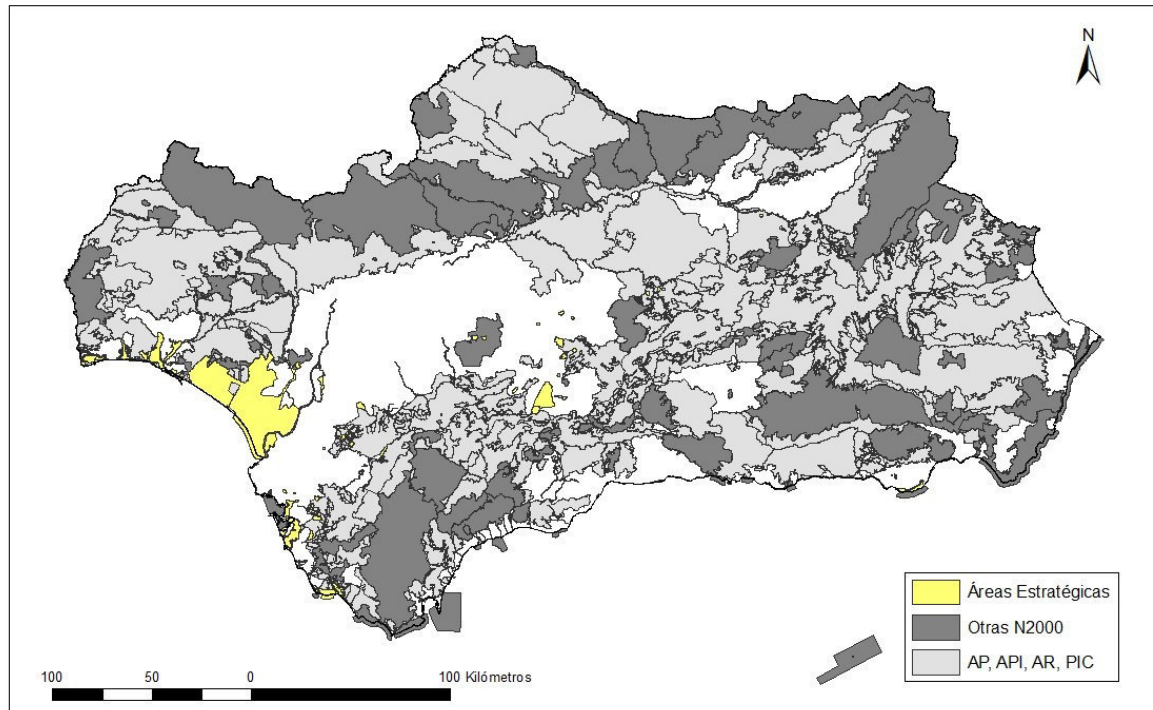 N
Áreas Estratégicas
Otras N2000
AP, API, AR, PIC
100 50 0 100 Kilómetros